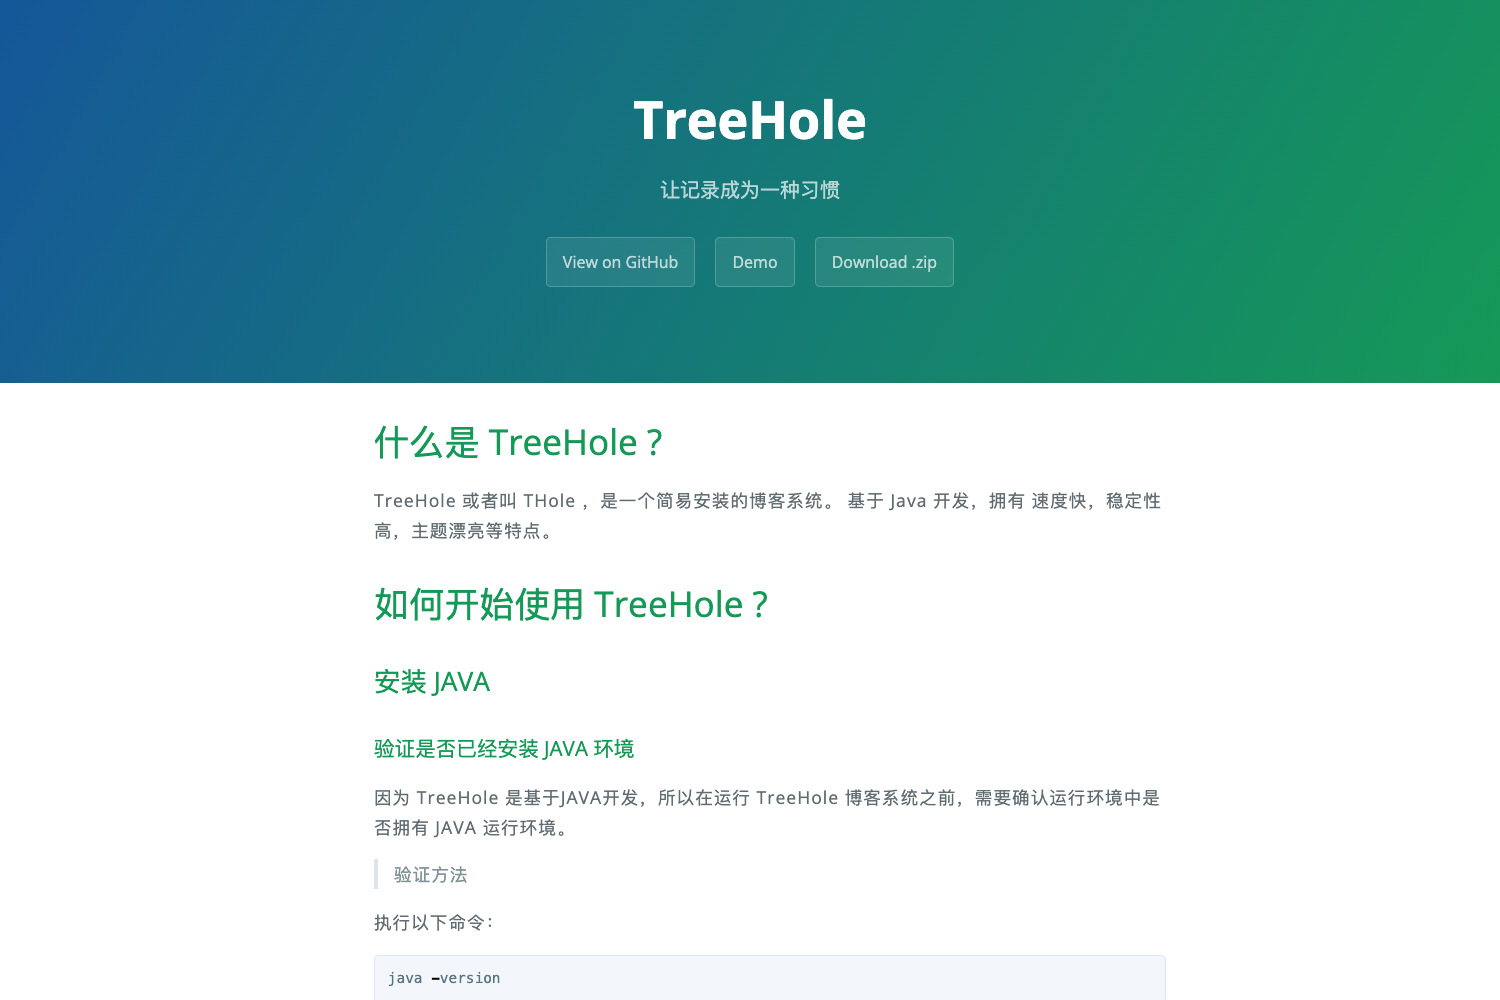 TreeHole
让记录成为一种习惯
View on GitHub
Demo
Download .zip
什么是 TreeHole ?
TreeHole 或者叫 THole ，是一个简易安装的博客系统。 基于 Java 开发，拥有 速度快，稳定性
高，主题漂亮等特点。
如何开始使用 TreeHole ?
安装 JAVA
验证是否已经安装 JAVA 环境
因为 TreeHole 是基于JAVA开发，所以在运行 TreeHole 博客系统之前，需要确认运行环境中是
否拥有 JAVA 运行环境。
验证方法
执行以下命令：
java -version